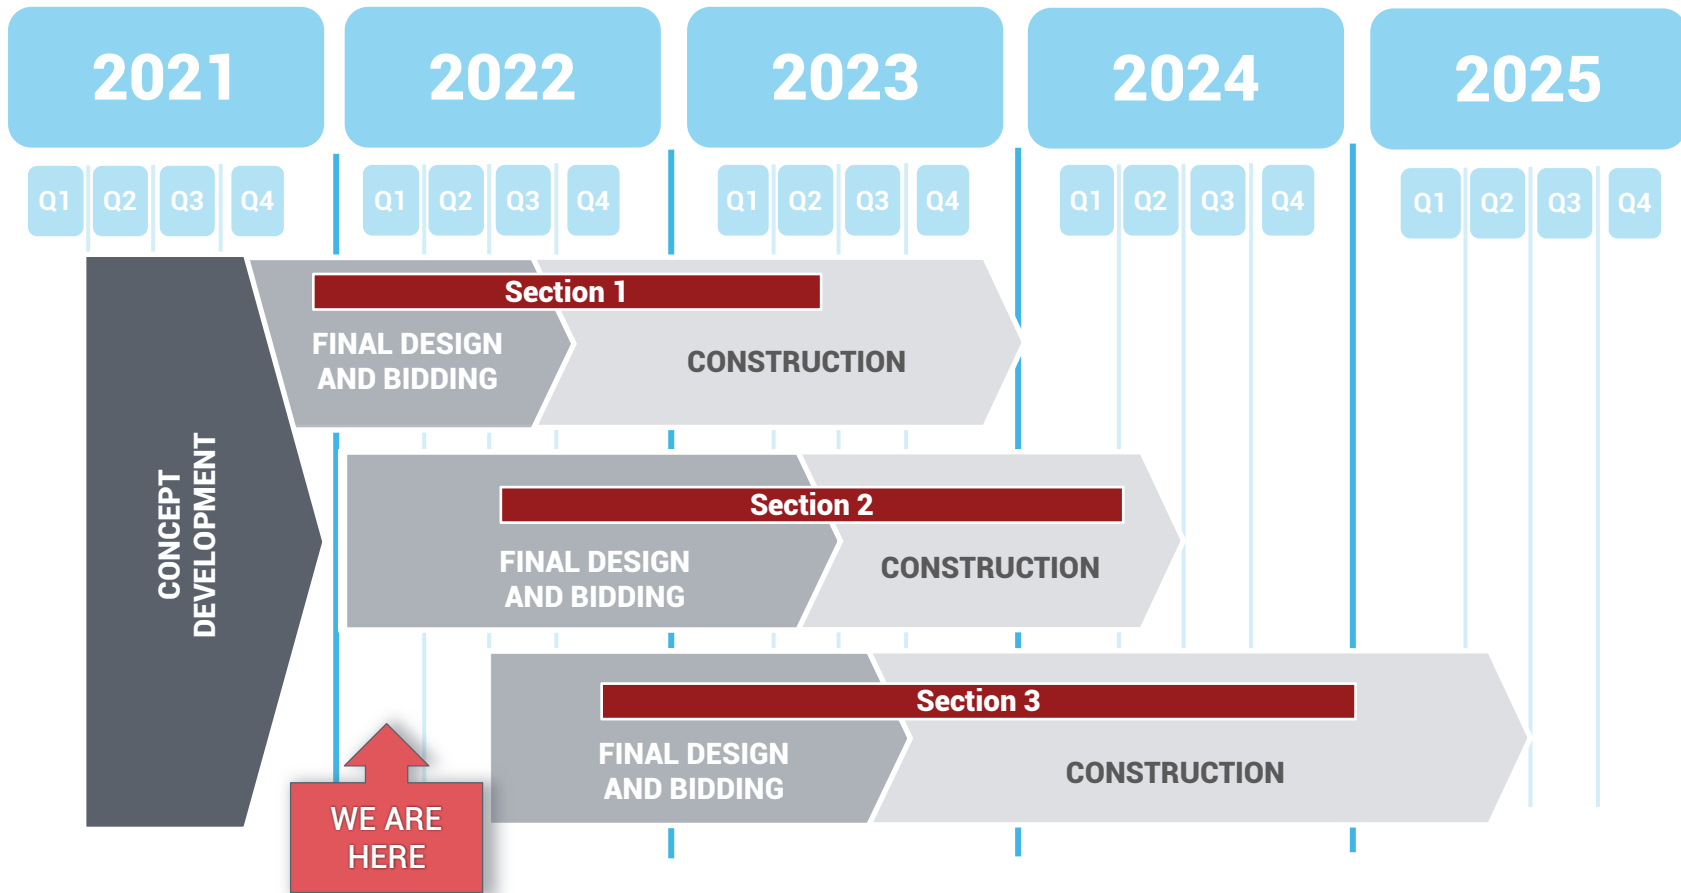 2021 2022 2023 2024 2025
Q1 Q2 Q3 Q4 Q1 Q2 Q3 Q4 Q1 Q2 Q3 Q4 Q1 Q2 Q3 Q4 Q1 Q2 Q3 Q4
CONCEPT
DEVELOPMENT
Section 1
FINAL DESIGN
AND BIDDING
CONSTRUCTION
Section 2
FINAL DESIGN
AND BIDDING
CONSTRUCTION
Section 3
FINAL DESIGN
AND BIDDING
CONSTRUCTION
WE ARE
HERE